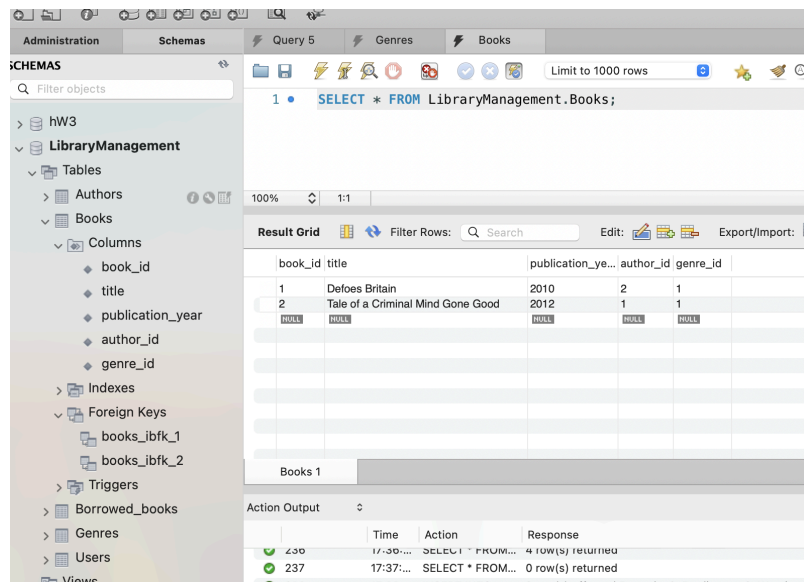 Administration Schemas Query 5 Genres Books
SCHEMAS
Filter objects
Limit to 1000 rows
1 SELECT * FROM LibraryManagement.Books;
hW3
LibraryManagement
Tables
Authors
Books
Columns
book_id
title
publication_year
author_id
genre_id
Indexes
Foreign Keys
books_ibfk_1
books_ibfk_2
Triggers
Borrowed_books
Genres
Users
Views
100% 1:1
Result Grid Filter Rows: Search Edit: Export/Import:
book_id title publication_ye... author_id genre_id
1 Defoes Britain 2010 2 1
2 Tale of a Criminal Mind Gone Good 2012 1 1
NULL NULL NULL NULL NULL
Books 1
Action Output
Time Action Response
236 17:36:... SELECT * FROM... 4 row(s) returned
237 17:37:... SELECT * FROM... 0 row(s) returned